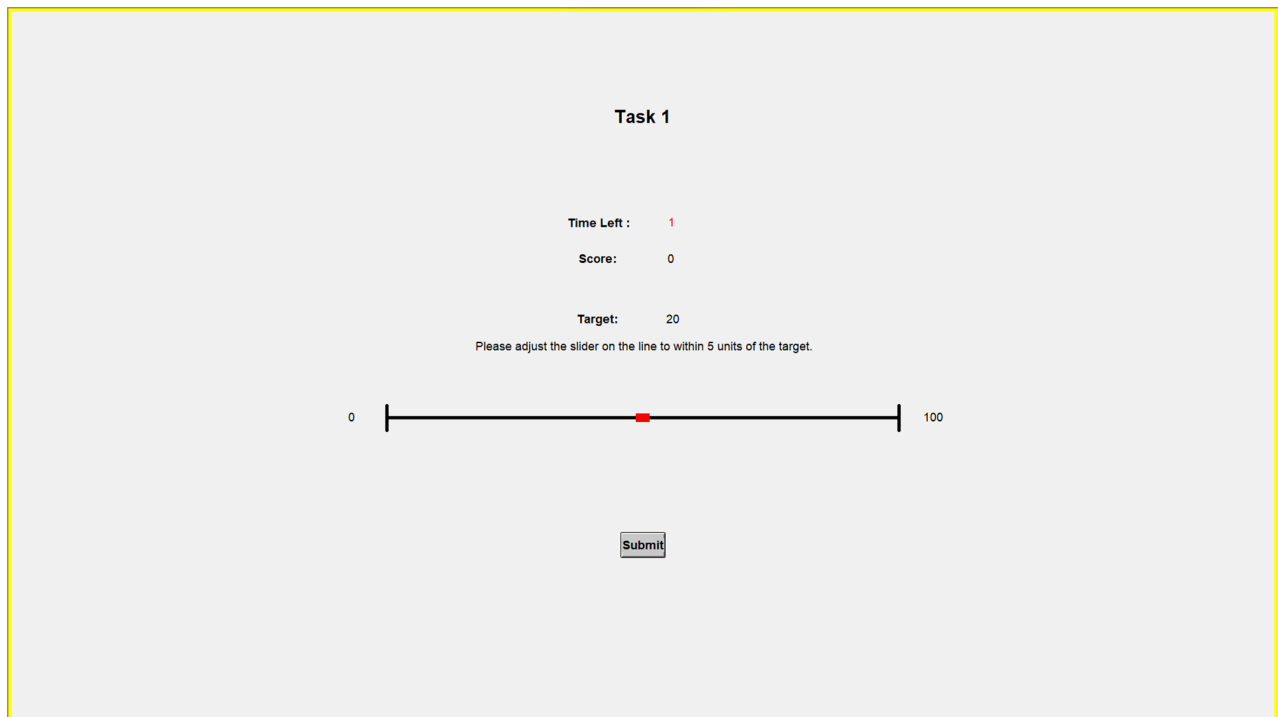 Task 1
Time Left : 1
Score: 0
Target: 20
Please adjust the slider on the line to within 5 units of the target.
0 100
Submit